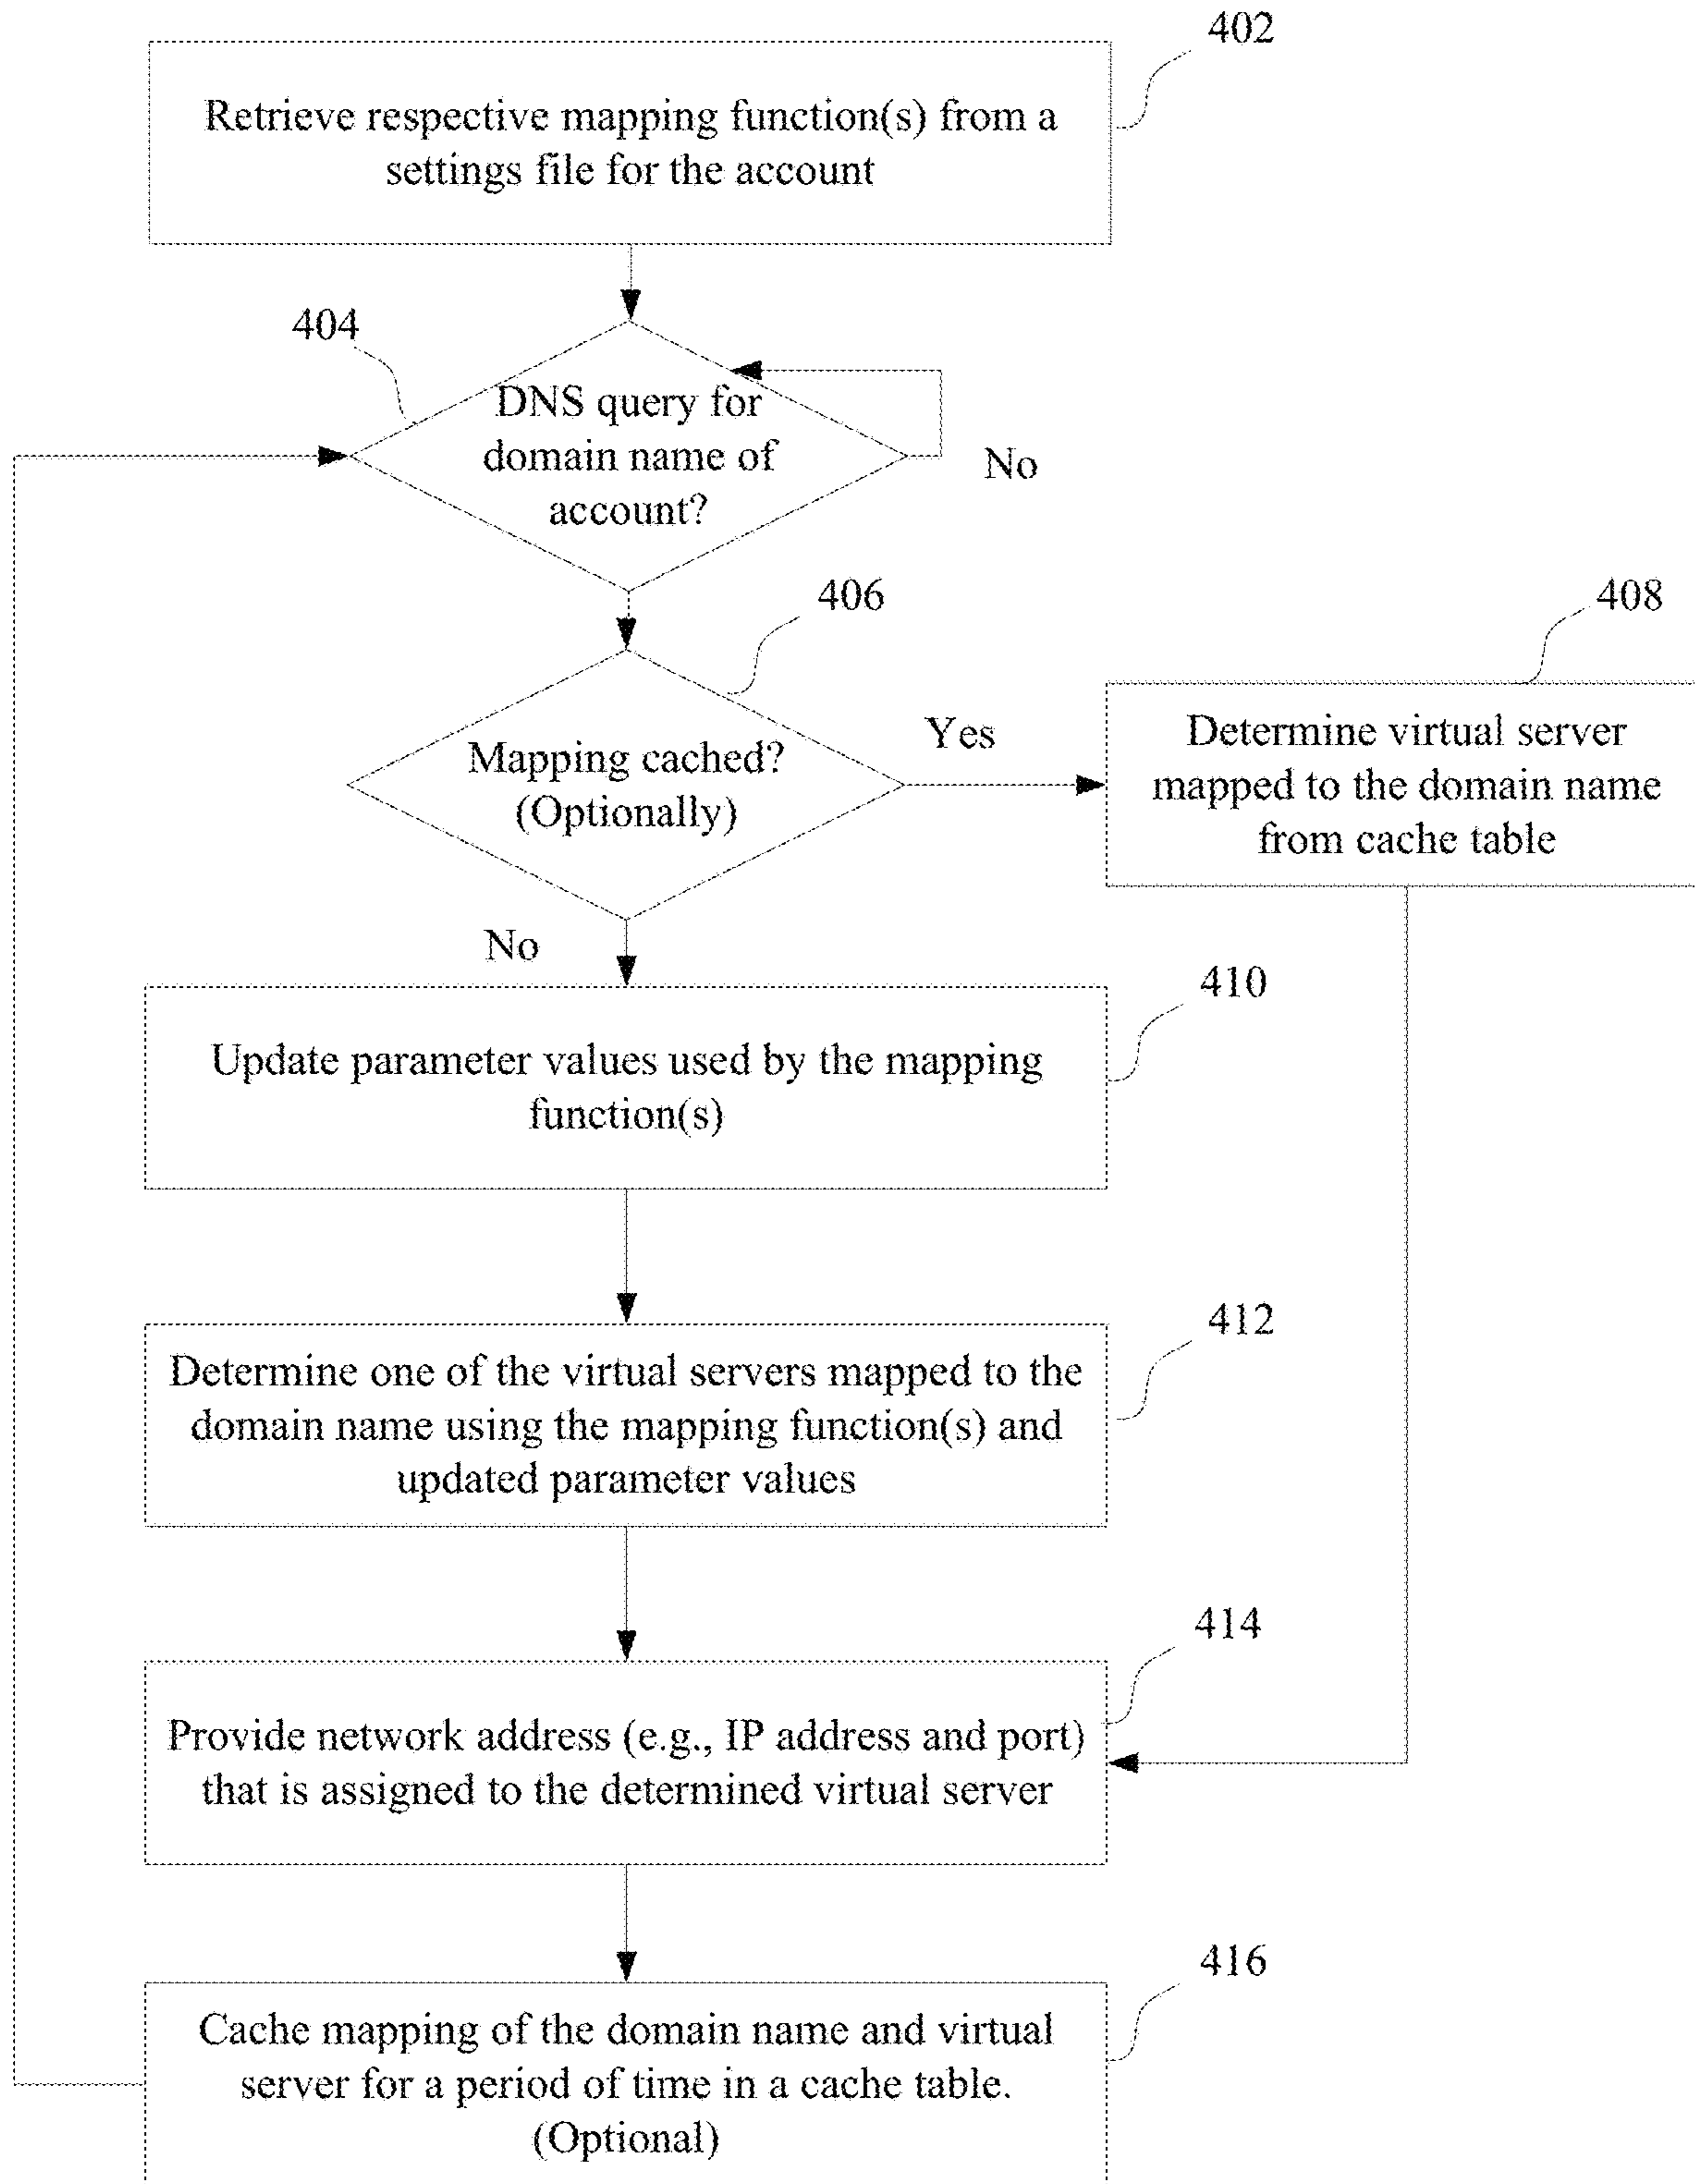 402
Retrieve respective mapping function(s) from a
settings file for the account
404
DNS query for
domain name of
account?
No
406
408
Mapping cached?
(Optionally)
Yes
Determine virtual server
mapped to the domain name
from cache table
No
410
Update parameter values used by the mapping
function(s)
412
Determine one of the virtual servers mapped to the
domain name using the mapping function(s) and
updated parameter values
414
Provide network address (e.g., IP address and port)
that is assigned to the determined virtual server
416
Cache mapping of the domain name and virtual
server for a period of time in a cache table.
(Optional)